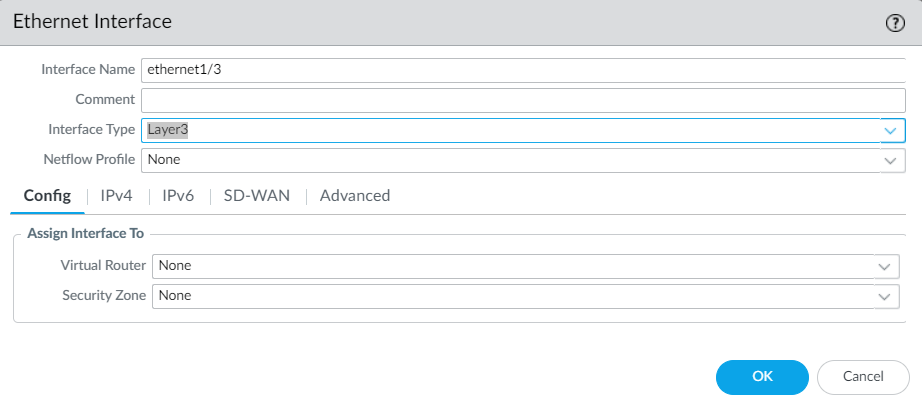 Ethernet Interface ?
Interface Name ethernet1/3
Comment
Interface Type Layer3
Netflow Profile None
Config IPv4 IPv6 SD-WAN Advanced
Assign Interface To
Virtual Router None
Security Zone None
OK Cancel